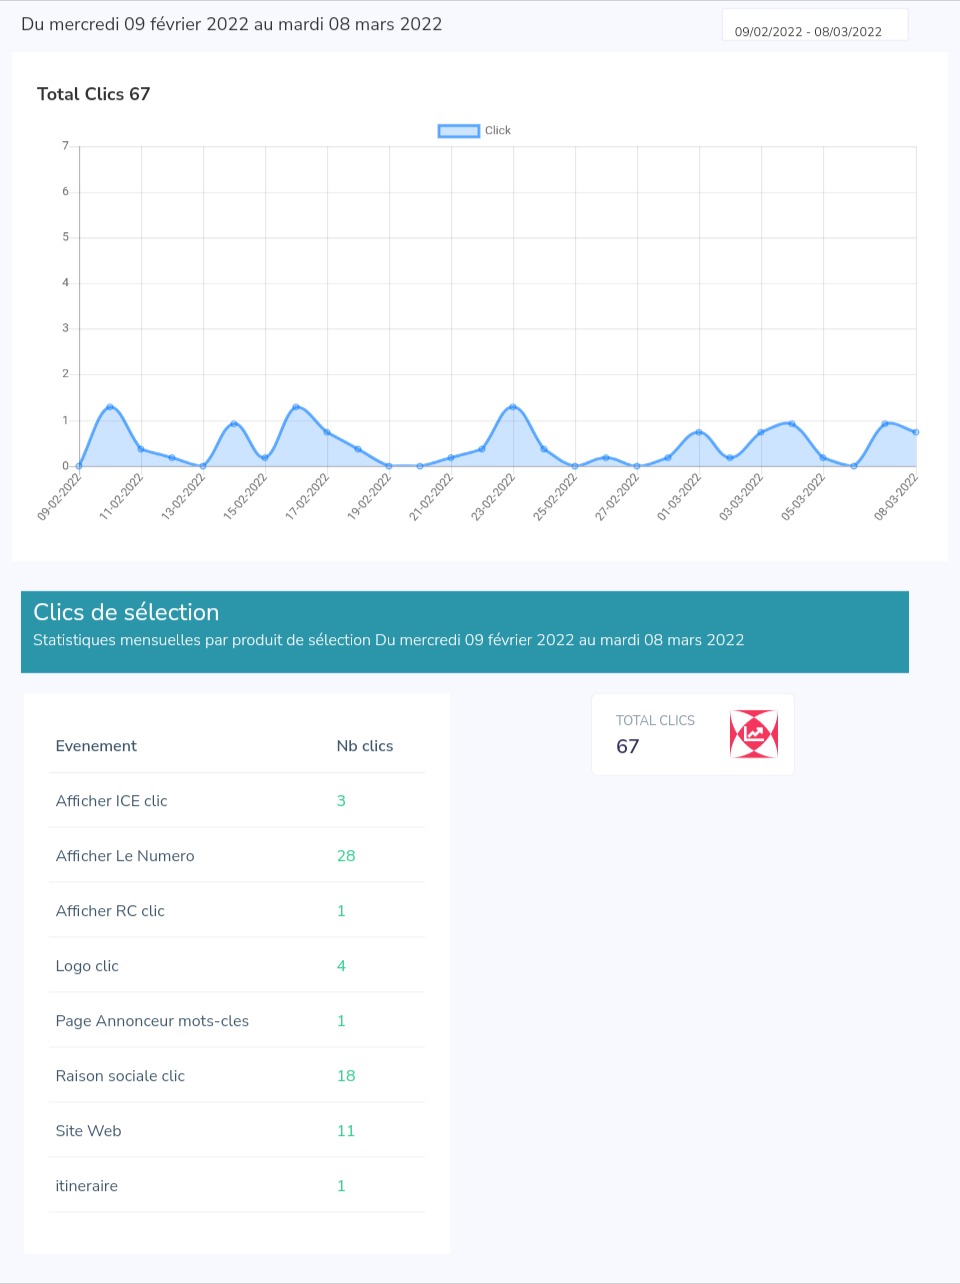 Du mercredi 09 février 2022 au mardi 08 mars 2022
09/02/2022 - 08/03/2022
Total Clics 67
Click
7
6
5
4
3
2
1
0
09-02-2022
11-02-2022
13-02-2022
15-02-2022
17-02-2022
19-02-2022
21-02-2022
23-02-2022
25-02-2022
27-02-2022
01-03-2022
03-03-2022
05-03-2022
08-03-2022
Clics de sélection
Statistiques mensuelles par produit de sélection Du mercredi 09 février 2022 au mardi 08 mars 2022
Evenement Nb clics
Afficher ICE clic 3
Afficher Le Numero 28
Afficher RC clic 1
Logo clic 4
Page Annonceur mots-cles 1
Raison sociale clic 18
Site Web 11
itineraire 1
TOTAL CLICS
67